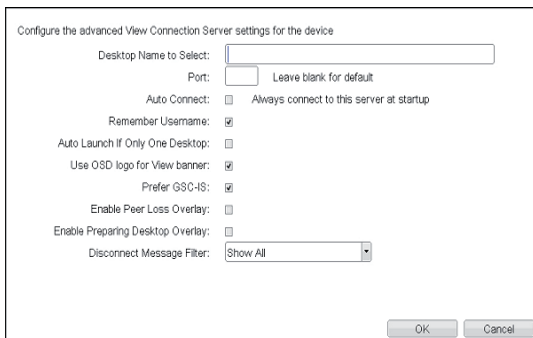 Configure the advanced View Connection Server settings for the device
Desktop Name to Select:
Port: Leave blank for default
Auto Connect: Always connect to this server at startup
Remember Username:
Auto Launch If Only One Desktop:
Use OSD logo for View banner:
Prefer GSC-IS:
Enable Peer Loss Overlay:
Enable Preparing Desktop Overlay:
Disconnect Message Filter: Show All
OK Cancel